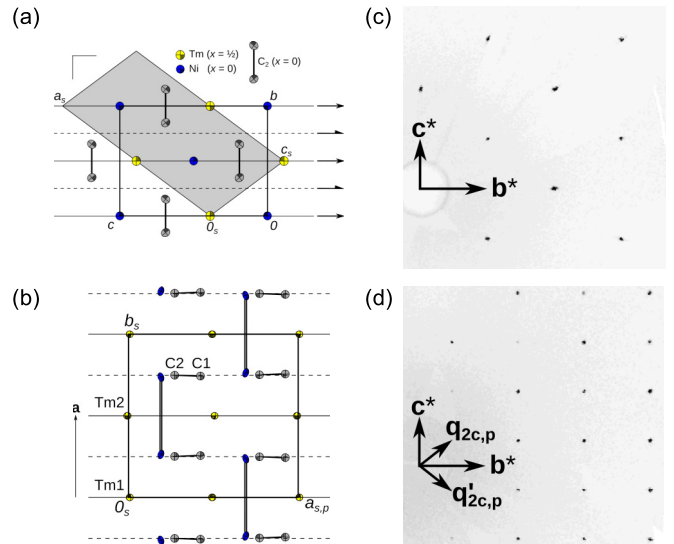 (a)
Tm (x = ½)
Ni (x = 0)
C2 (x = 0)
as
b
cs
c
0s
0
(b)
bs
C2 C1
Tm2
a
Tm1
0s
as,p
(c)
c*
b*
(d)
c*
q2c,p
b*
q'2c,p